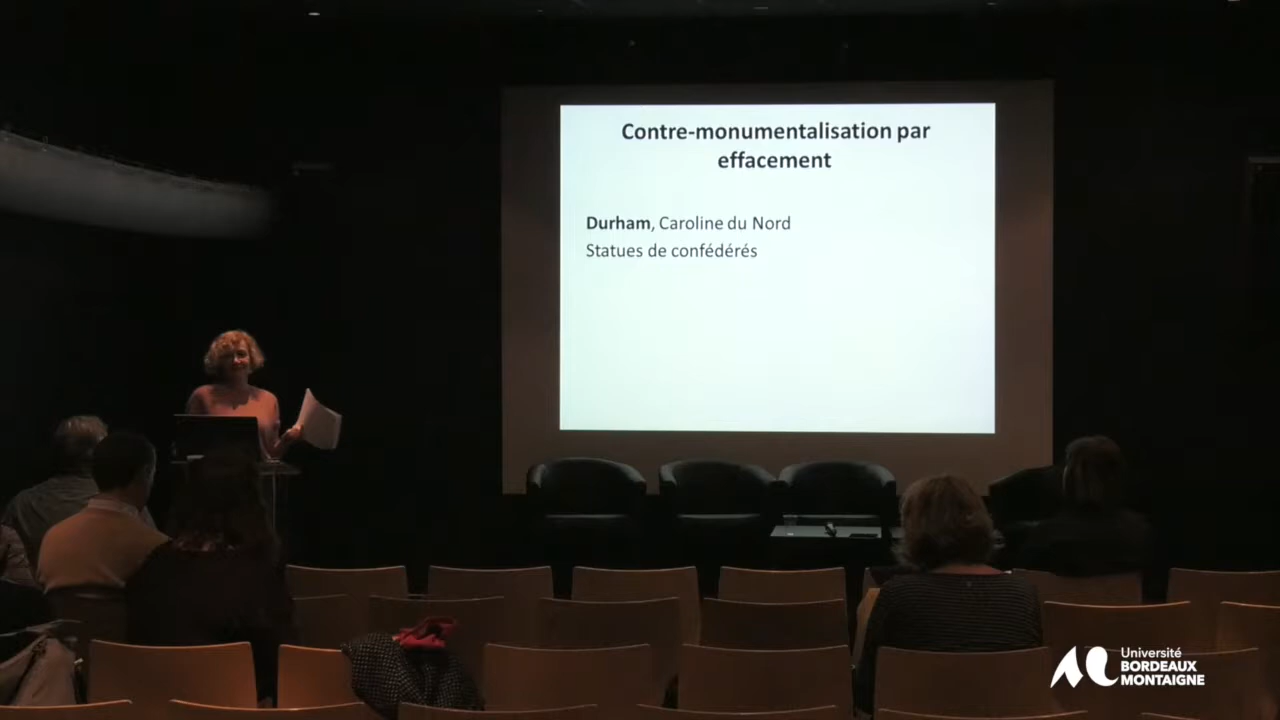 Contre-monumentalisation par
effacement
Durham, Caroline du Nord
Statues de confédérés
Université
BORDEAUX
MONTAIGNE